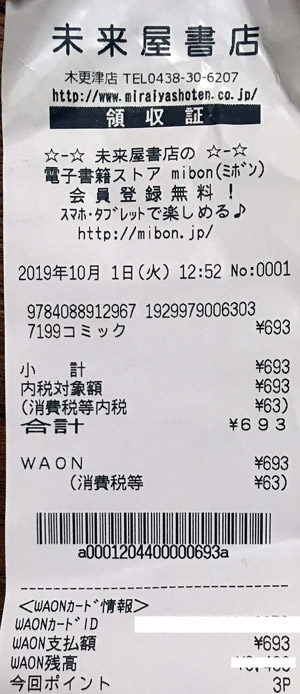 未来屋書店
木更津店 TEL0438-30-6207
http://www.miraiyashoten.co.jp/
領収証
☆-☆ 未来屋書店の ☆-☆
電子書籍ストア mibon(ミボン)
会員登録無料！
スマホ・タブレットで楽しめる♪
http://mibon.jp/
2019年10月 1日(火) 12:52 No:0001
9784088912967 1929979006303
7199コミック ¥693
小　計 ¥693
内税対象額 ¥693
(消費税等内税 ¥63)
合計 ¥693
WAON ¥693
(消費税等 ¥63)
a0001204400000693a
<WAONカード情報>
WAONカードID
WAON支払額 ¥693
WAON残高
今回ポイント 3P